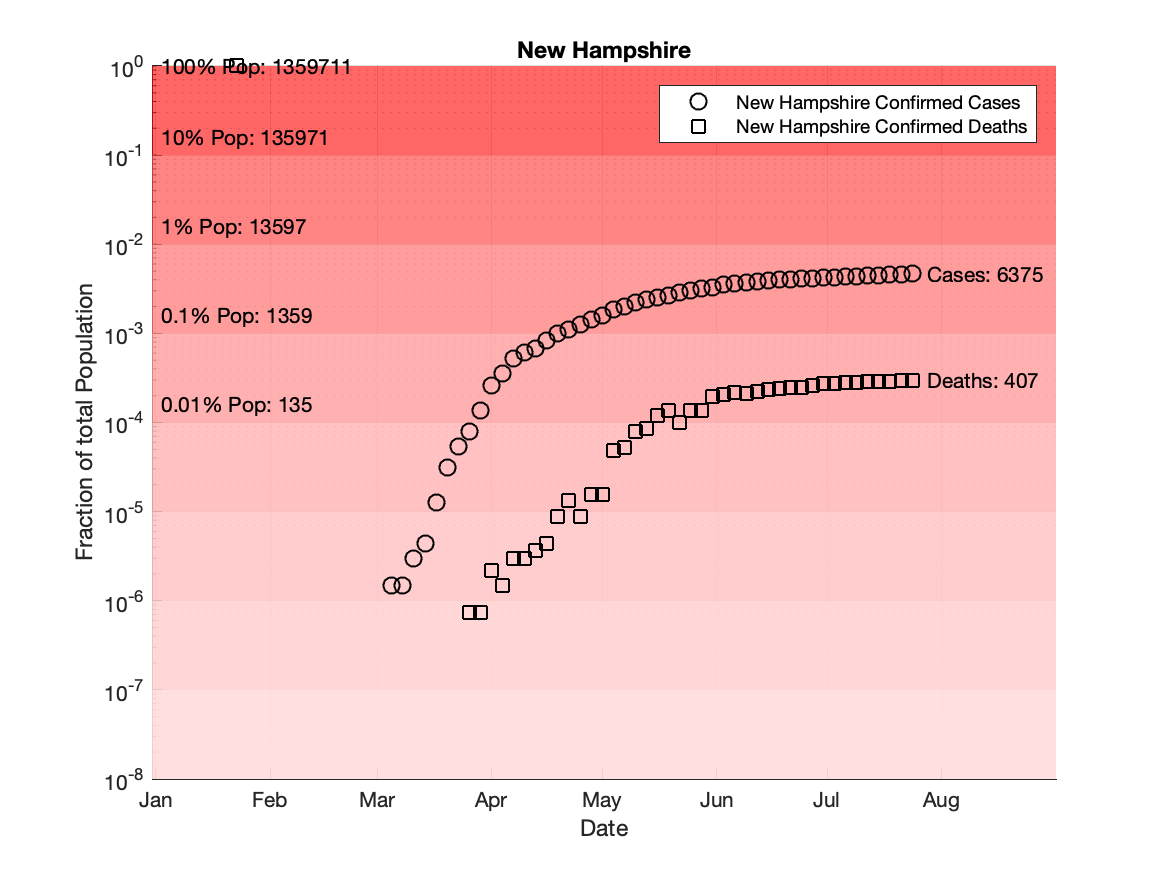 New Hampshire
10^0
100% Pop: 1359711
New Hampshire Confirmed Cases
New Hampshire Confirmed Deaths
10% Pop: 135971
10^-1
1% Pop: 13597
10^-2
Cases: 6375
0.1% Pop: 1359
10^-3
Deaths: 407
0.01% Pop: 135
10^-4
10^-5
10^-6
10^-7
10^-8
Fraction of total Population
Jan Feb Mar Apr May Jun Jul Aug
Date